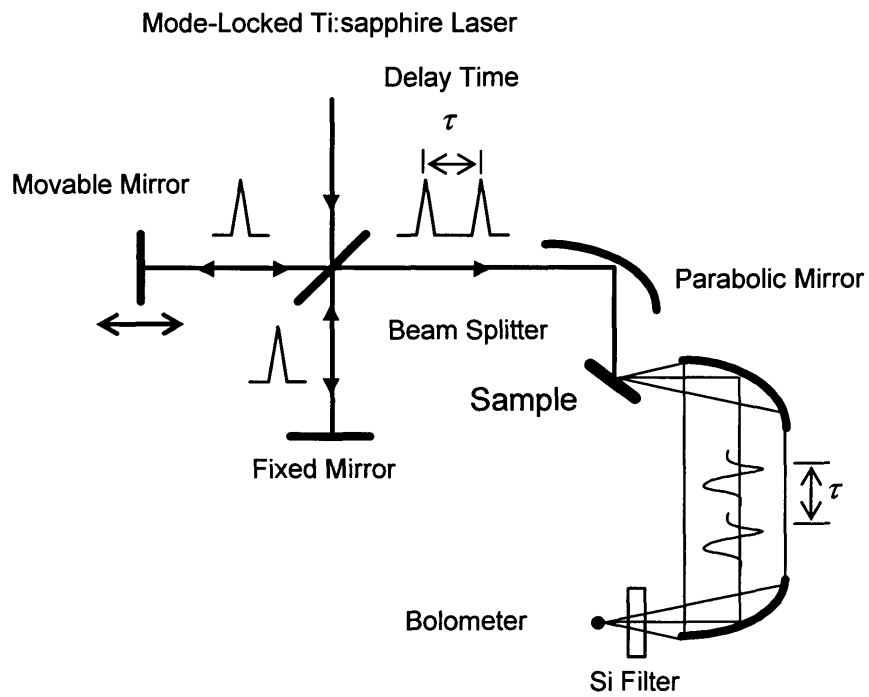 Mode-Locked Ti:sapphire Laser
Delay Time
τ
Movable Mirror
Parabolic Mirror
Beam Splitter
Sample
Fixed Mirror
τ
Bolometer
Si Filter